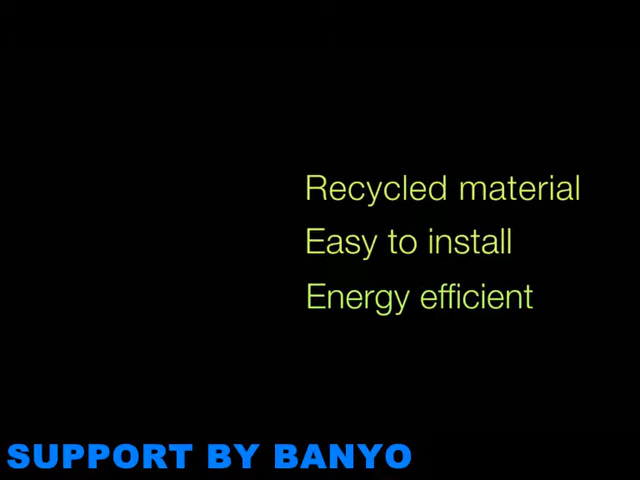 Recycled material
Easy to install
Energy efficient
SUPPORT BY BANYO